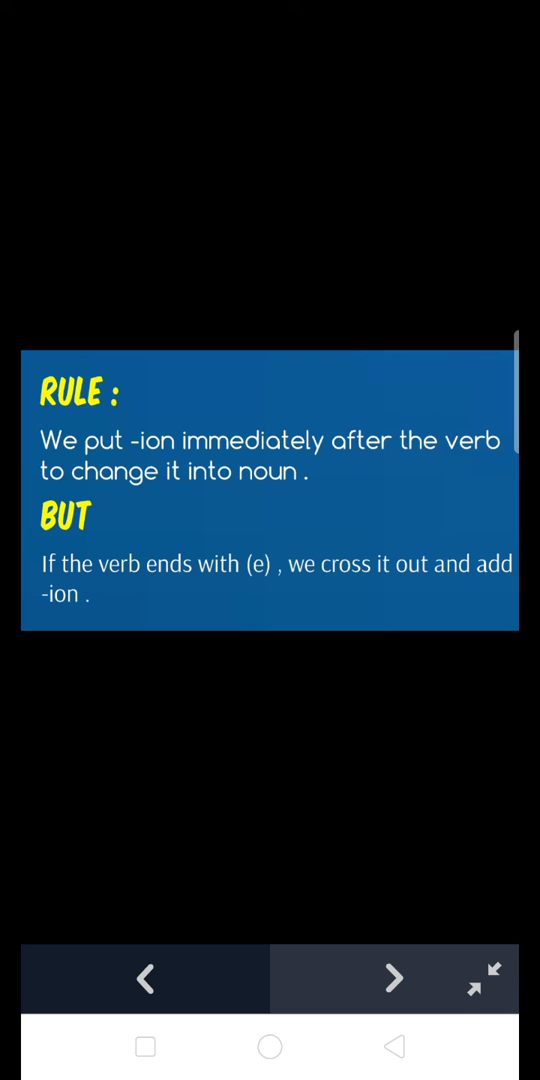 RULE :
We put -ion immediately after the verb
to change it into noun .
BUT
If the verb ends with (e) , we cross it out and add
-ion .